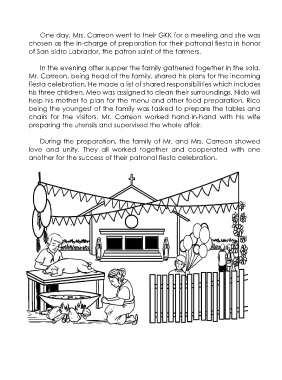 One day, Mrs. Carreon went to their GKK for a meeting and she was
chosen as the in-charge of preparation for their patronal fiesta in honor
of San Isidro Labrador, the patron saint of the farmers.
In the evening after supper the family gathered together in the sala.
Mr. Carreon, being head of the family, shared his plans for the incoming
fiesta celebration. He made a list of shared responsibilities which includes
his three children. Meo was assigned to clean their surroundings. Nido will
help his mother to plan for the menu and other food preparation. Rico
being the youngest of the family was tasked to prepare the tables and
chairs for the visitors. Mr. Carreon worked hand-in-hand with his wife
preparing the utensils and supervised the whole affair.
During the preparation, the family of Mr. and Mrs. Carreon showed
love and unity. They all worked together and cooperated with one
another for the success of their patronal fiesta celebration.